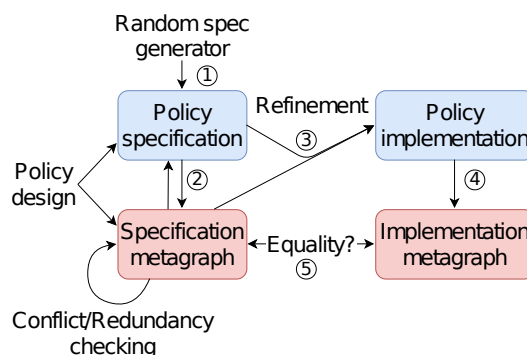 Random spec
generator
①
Policy
specification
Refinement
③
Policy
implementation
Policy
design
②
④
Specification
metagraph
Equality?
⑤
Implementation
metagraph
Conflict/Redundancy
checking